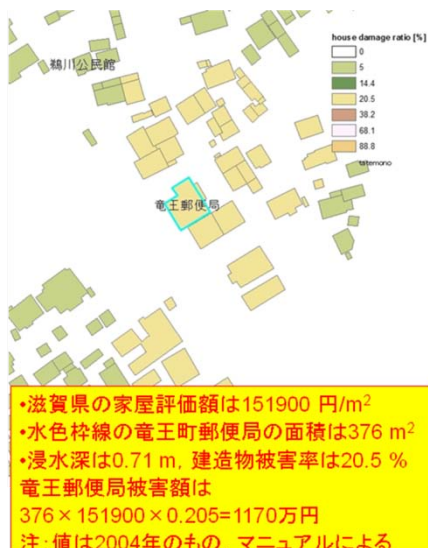 house damage ratio [%]
0
5
14.4
20.5
38.2
68.1
88.8
鵜川公民館
竜王郵便局
•滋賀県の家屋評価額は151900 円/m²
•水色枠線の竜王町郵便局の面積は376 m²
•浸水深は0.71 m, 建造物被害率は20.5 %
竜王郵便局被害額は
376×151900×0.205=1170万円
注:値は2004年のもの, マニュアルによる